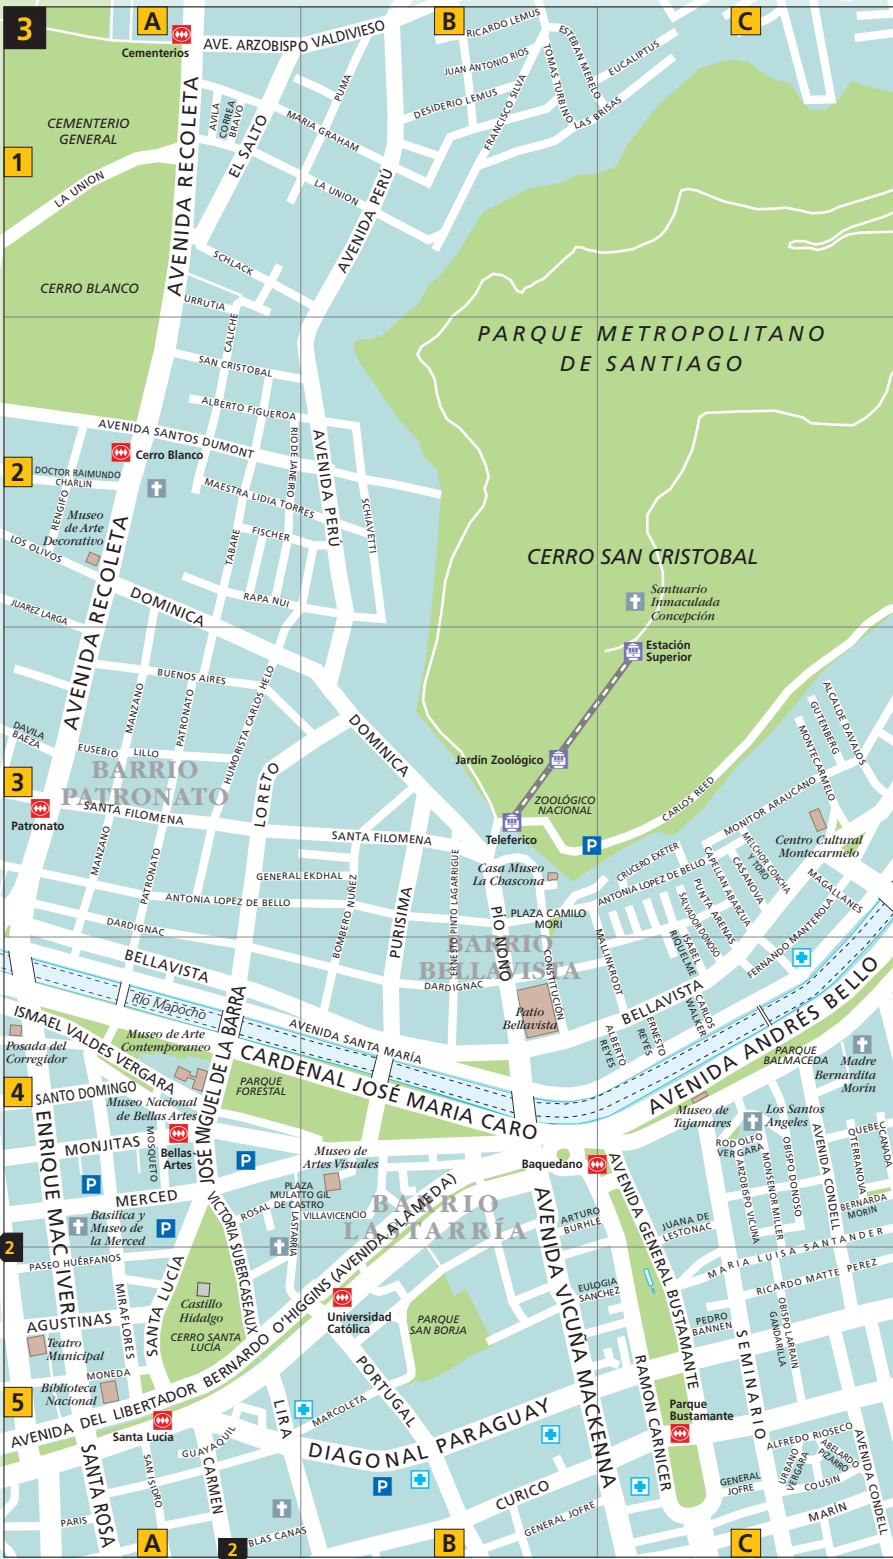 3
A
B
C
Cementerios
AVE. ARZOBISPO VALDIVIESO
RICARDO LEMUS
JUAN ANTONIO RIOS
DESIDERIO LEMUS
FRANCISCO SILVA
TOMAS TURBINO
ESTEBAN MERELO
EUCALIPTUS
LAS BRISAS
PUMA
AVILA
CORREA
BRAVO
EL SALTO
MARIA GRAHAM
CEMENTERIO
GENERAL
1
LA UNION
LA UNION
AVENIDA RECOLETA
AVENIDA PERÚ
SCHLACK
CERRO BLANCO
URRUTIA
CALICHE
PARQUE METROPOLITANO
DE SANTIAGO
SAN CRISTOBAL
ALBERTO FIGUEROA
AVENIDA SANTOS DUMONT
RIO DE JANEIRO
AVENIDA PERÚ
Cerro Blanco
2
DOCTOR RAIMUNDO
CHARLIN
RENGIFO
MAESTRA LIDIA TORRES
SCHIAVETTI
Museo
de Arte
Decorativo
FISCHER
TABARE
LOS OLIVOS
CERRO SAN CRISTOBAL
AVENIDA RECOLETA
DOMINICA
RAPA NUI
JUAREZ LARGA
Santuario
Inmaculada
Concepción
Estación
Superior
BUENOS AIRES
MANZANO
PATRONATO
HUMORISTA CARLOS HELO
DAVILA
BAEZA
EUSEBIO LILLO
DOMINICA
ALCALDE DAVALOS
GUTENBERG
MONTECARMELO
Jardín Zoológico
BARRIO
PATRONATO
3
LORETO
ZOOLÓGICO
NACIONAL
CARLOS REED
MONITOR ARAUCANO
Patronato
SANTA FILOMENA
SANTA FILOMENA
Teleferico
P
Centro Cultural
Montecarmelo
MANZANO
PATRONATO
GENERAL EKDHAL
ANTONIA LOPEZ DE BELLO
BOMBERO NUÑEZ
PURISIMA
ERNESTO PINTO LAGARRIGUE
Casa Museo
La Chascona
CRUCERO EXETER
ANTONIA LOPEZ DE BELLO
MELCHOR CONCHA
Y TORO
CASANOVA
CAPELLAN ABARZUA
PUNTA ARENAS
SALVADOR DONOSO
ISABEL
RIQUELME
MAGALLANES
FERNANDO MANTEROLA
DARDIGNAC
PÍO NONO
PLAZA CAMILO
MORI
MALLINKRODT
BARRIO
BELLAVISTA
BELLAVISTA
DARDIGNAC
CONSTITUCIÓN
Patio
Bellavista
BELLAVISTA
CARLOS
WALKER
ERNESTO
REYES
ALBERTO
REYES
Río Mapocho
ISMAEL VALDES VERGARA
AVENIDA SANTA MARÍA
CARDENAL JOSÉ MARIA CARO
AVENIDA ANDRÉS BELLO
Posada del
Corregidor
Museo de Arte
Contemporaneo
JOSÉ MIGUEL DE LA BARRA
PARQUE
FORESTAL
PARQUE
BALMACEDA
Madre
Bernardita
Morín
4
SANTO DOMINGO
Museo Nacional
de Bellas Artes
Museo de
Tajamares
Los Santos
Angeles
ENRIQUE MAC IVER
MONJITAS
MOSQUETO
Bellas
Artes
P
P
Museo de
Artes Visuales
Baquedano
RODOLFO
VERGARA
ARZOBISPO VICUÑA
MONSENOR MILLER
OBISPO DONOSO
AVENIDA CONDELL
QUEBEC
TERRANOVA
CANADA
BERNARDA
MORIN
MERCED
PLAZA
MULATTO GIL
DE CASTRO
ROSAL
VILLAVICENCIO
LASTARRIA
BARRIO
LASTARRÍA
Basilica y
Museo de
la Merced
P
VICTORIA SUBERCASEAUX
ARTURO
BURHLE
JUANA DE
LESTONAC
2
PASEO HUÉRFANOS
MARIA LUISA SANTANDER
RICARDO MATTE PEREZ
AVENIDA GENERAL BUSTAMANTE
AVENIDA VICUÑA MACKENNA
EULOGIA
SANCHEZ
SANTA LUCÍA
MIRAFLORES
Castillo
Hidalgo
CERRO SANTA
LUCÍA
AGUSTINAS
Teatro
Municipal
Universidad
Católica
PARQUE
SAN BORJA
PEDRO
BANNEN
OBISPO LARRAIN
GANDARILLA
SEMINARIO
MONEDA
Biblioteca
Nacional
5
AVENIDA DEL LIBERTADOR BERNARDO O'HIGGINS (AVENIDA ALAMEDA)
PORTUGAL
RAMON CARNICER
Parque
Bustamante
Santa Lucía
GUAYAQUIL
LIRA
MARCOLETA
DIAGONAL PARAGUAY
ALFREDO RIOSECO
ABELARDO
PIZARRO
URBANO
VERGARA
COUSIN
AVENIDA CONDELL
SANTA ROSA
SAN ISIDRO
CARMEN
P
GENERAL
JOFRE
CURICO
GENERAL JOFRE
MARÍN
PARIS
BLAS CANAS
A
2
B
C